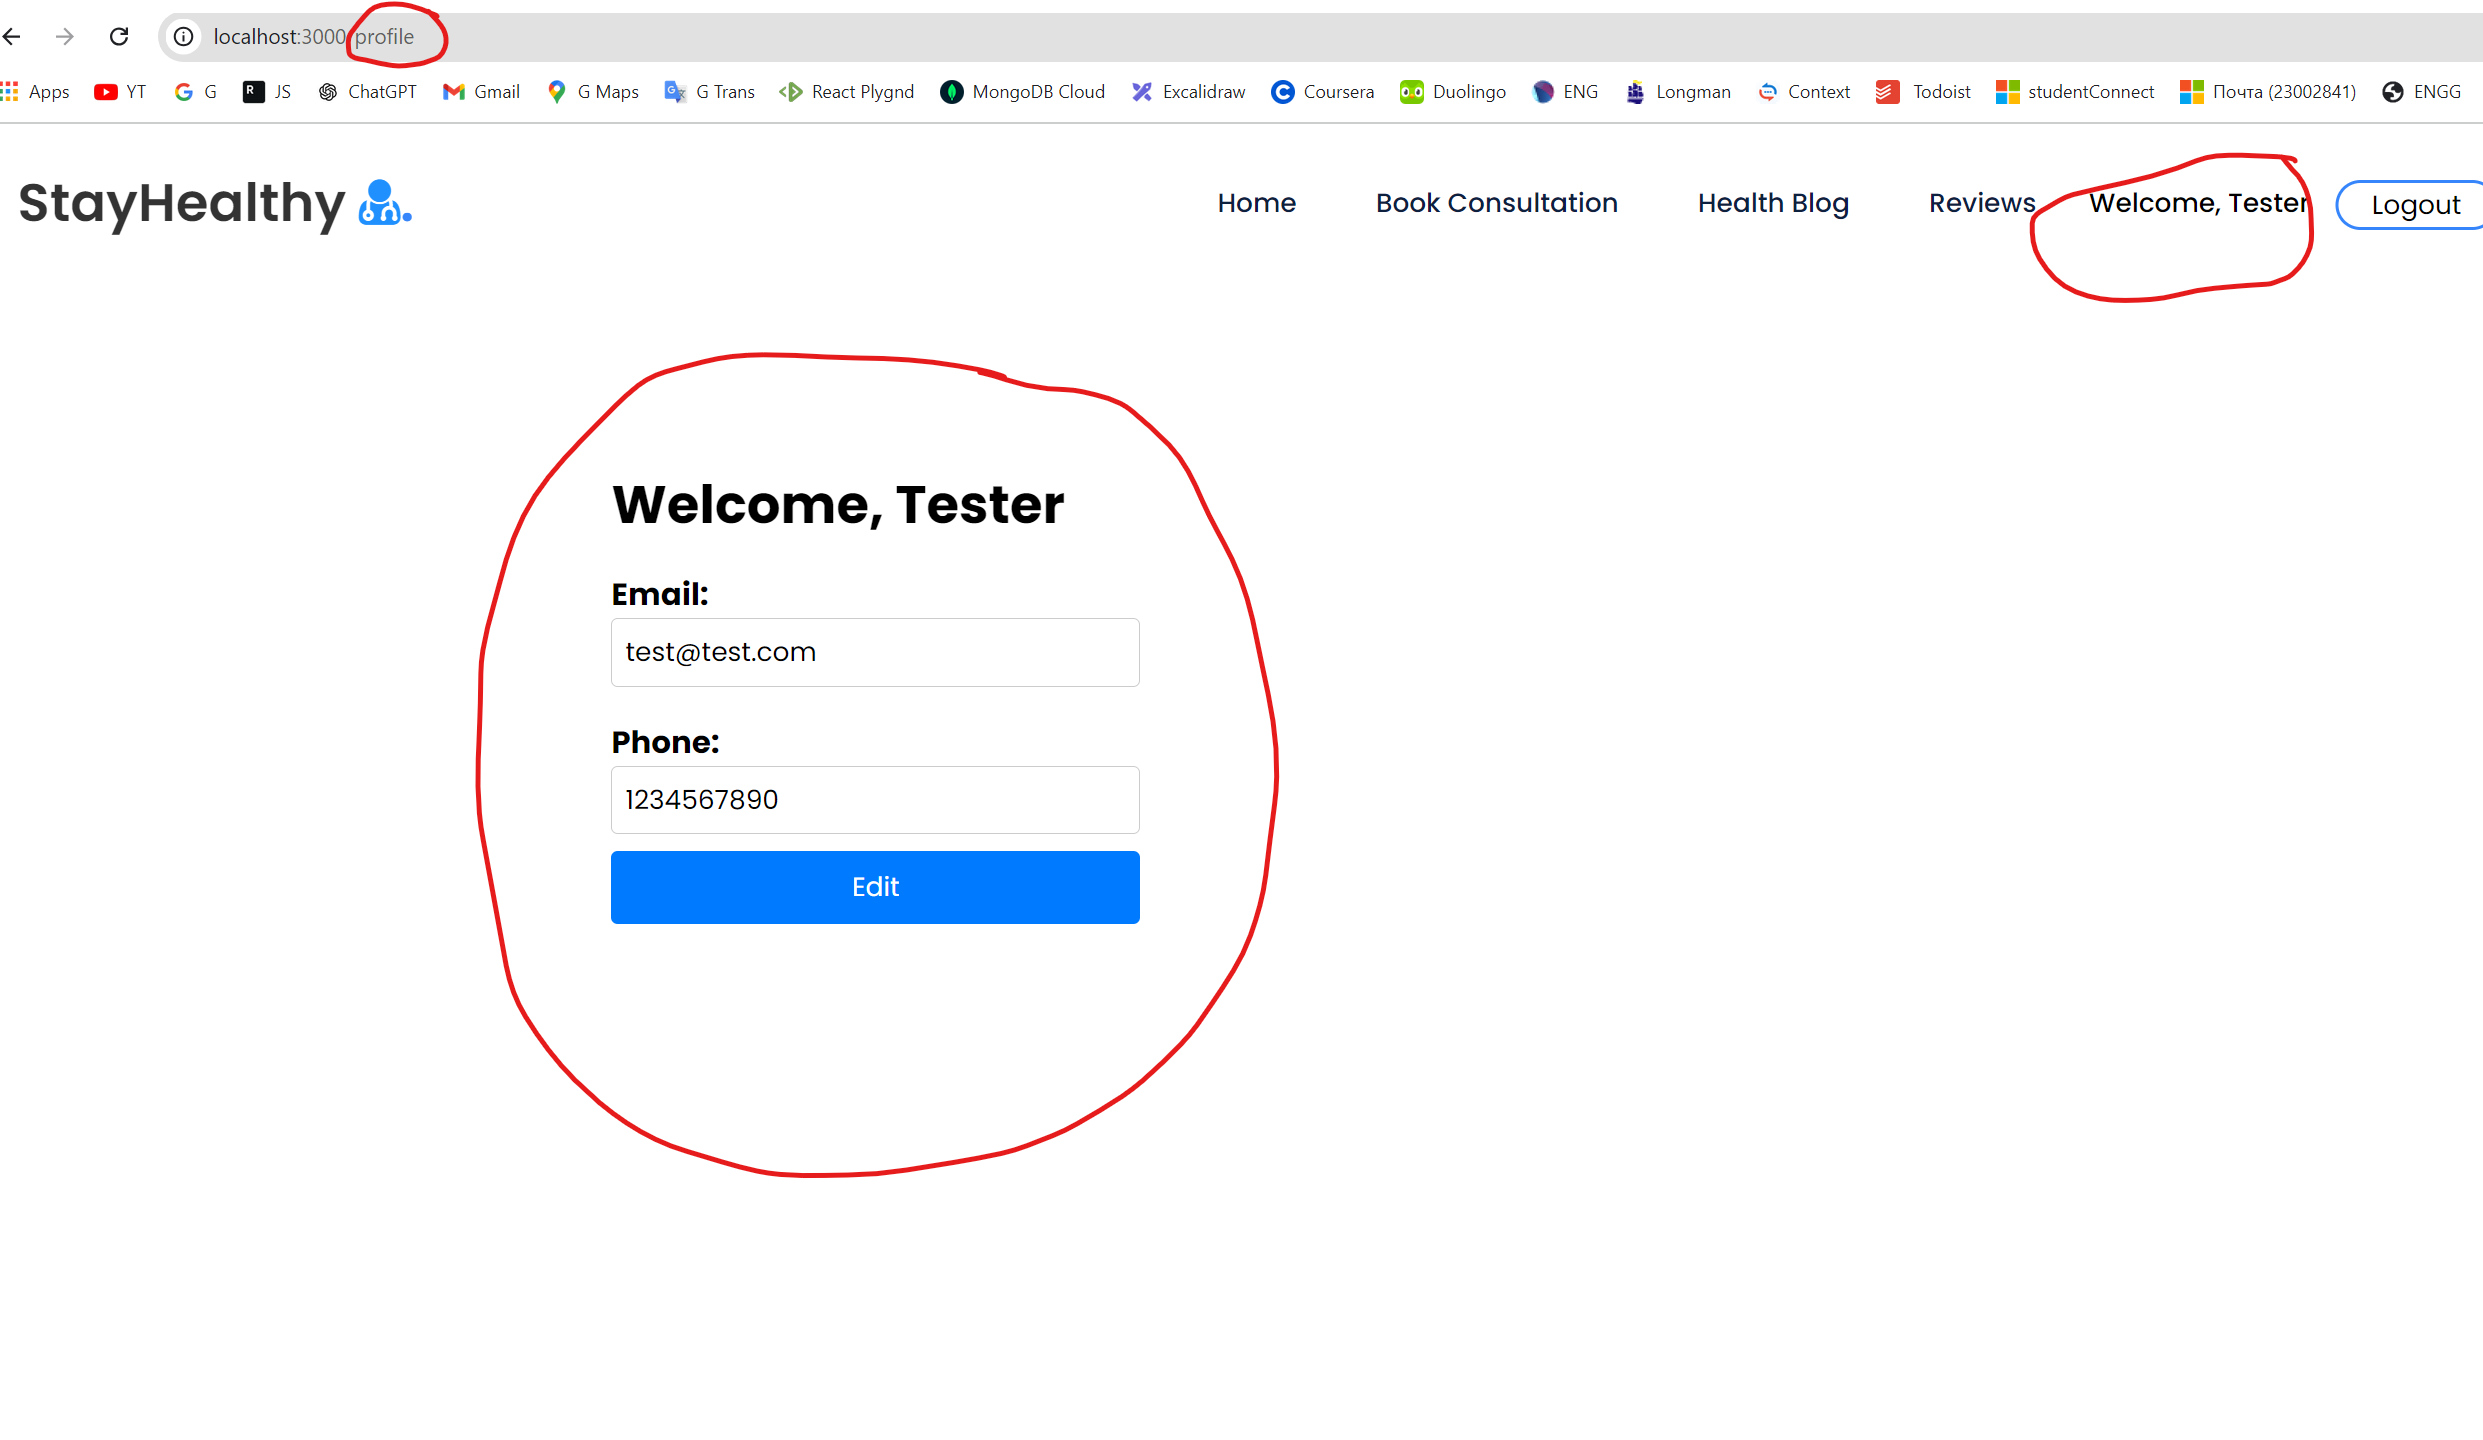 localhost:3000/profile
Apps YT G JS ChatGPT Gmail G Maps G Trans React Plygnd MongoDB Cloud Excalidraw Coursera Duolingo ENG Longman Context Todoist studentConnect Почта (23002841) ENGG
StayHealthy Home Book Consultation Health Blog Reviews Welcome, Tester Logout
Welcome, Tester
Email:
test@test.com
Phone:
1234567890
Edit